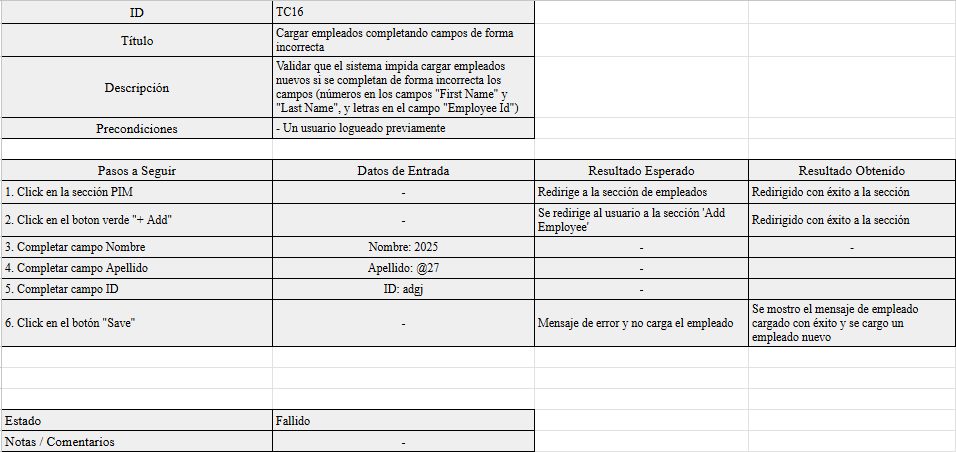 ID
TC16
Título
Cargar empleados completando campos de forma
incorrecta
Descripción
Validar que el sistema impida cargar empleados
nuevos si se completan de forma incorrecta los
campos (números en los campos "First Name" y
"Last Name", y letras en el campo "Employee Id")
Precondiciones
- Un usuario logueado previamente
Pasos a Seguir
Datos de Entrada
Resultado Esperado
Resultado Obtenido
1. Click en la sección PIM
-
Redirige a la sección de empleados
Redirigido con éxito a la sección
2. Click en el boton verde "+ Add"
-
Se redirige al usuario a la sección 'Add
Employee'
Redirigido con éxito a la sección
3. Completar campo Nombre
Nombre: 2025
-
-
4. Completar campo Apellido
Apellido: @27
-
5. Completar campo ID
ID: adgj
-
6. Click en el botón "Save"
-
Mensaje de error y no carga el empleado
Se mostro el mensaje de empleado
cargado con éxito y se cargo un
empleado nuevo
Estado
Fallido
Notas / Comentarios
-